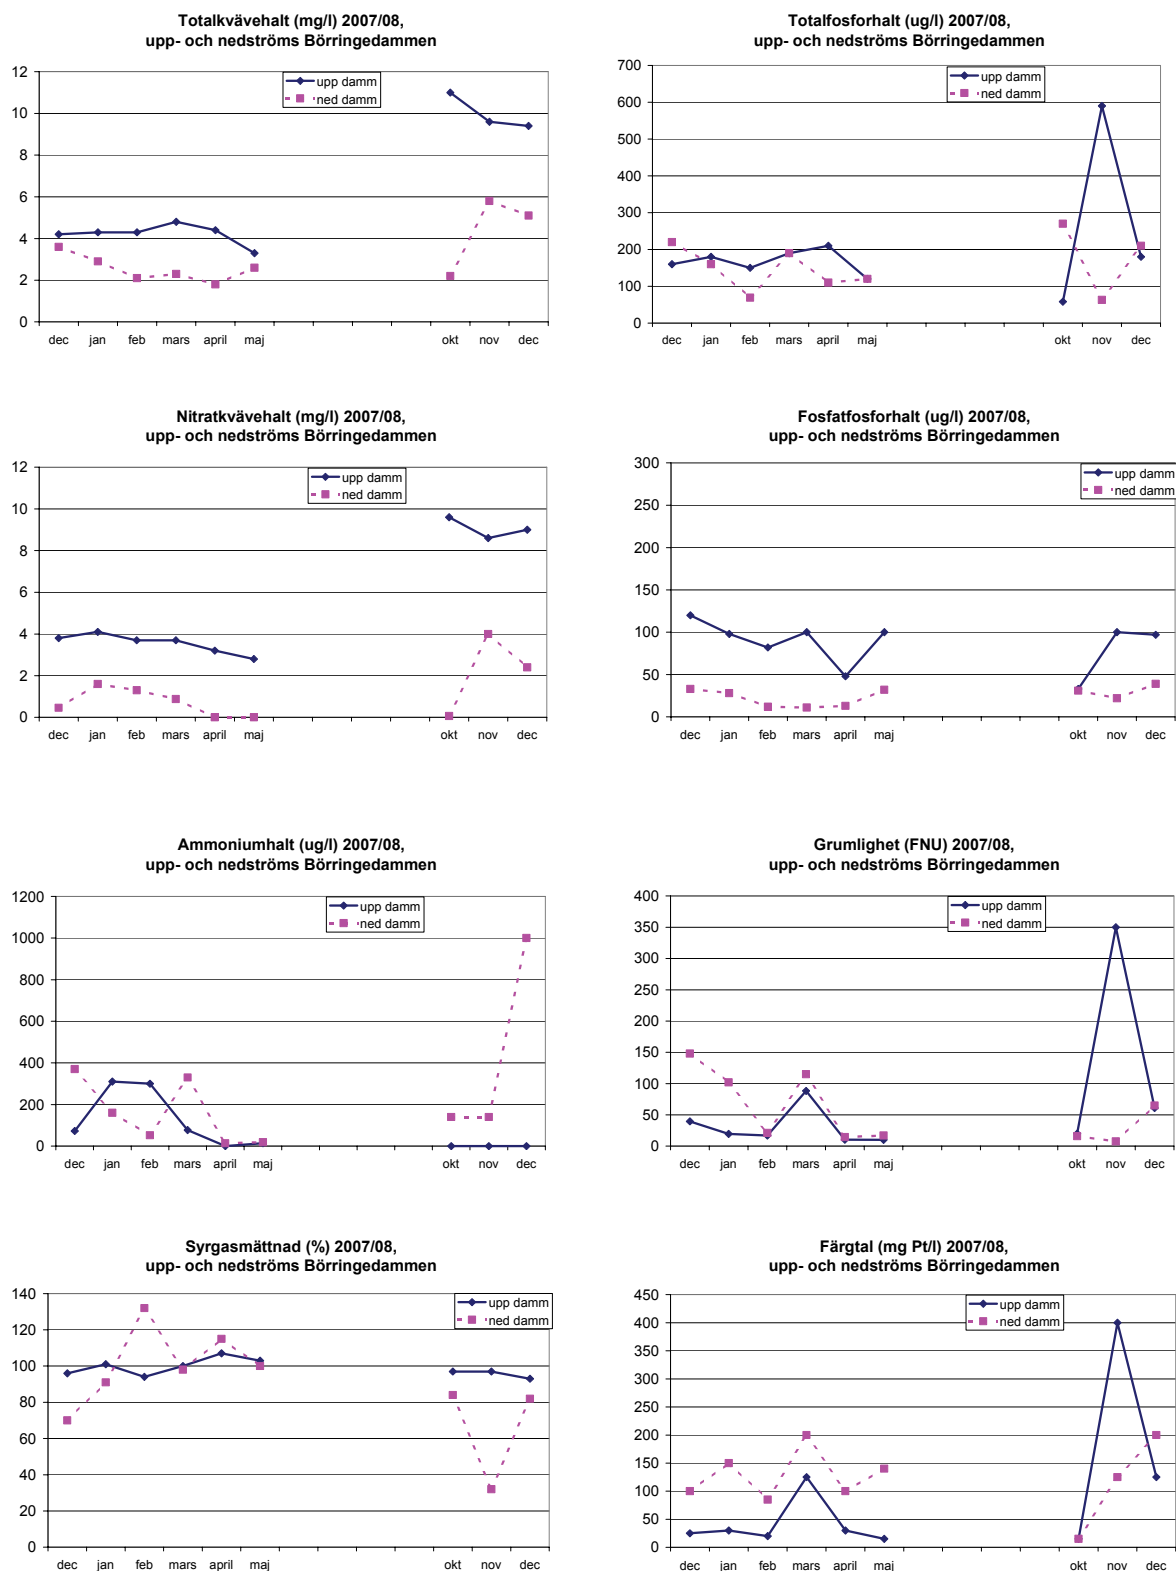 Totalkvävehalt (mg/l) 2007/08,
upp- och nedströms Börringedammen
12
10
8
6
4
2
0
upp damm
ned damm
dec jan feb mars april maj okt nov dec
Totalfosforhalt (ug/l) 2007/08,
upp- och nedströms Börringedammen
700
600
500
400
300
200
100
0
upp damm
ned damm
dec jan feb mars april maj okt nov dec
Nitratkvävehalt (mg/l) 2007/08,
upp- och nedströms Börringedammen
12
10
8
6
4
2
0
upp damm
ned damm
dec jan feb mars april maj okt nov dec
Fosfatfosforhalt (ug/l) 2007/08,
upp- och nedströms Börringedammen
300
250
200
150
100
50
0
upp damm
ned damm
dec jan feb mars april maj okt nov dec
Ammoniumhalt (ug/l) 2007/08,
upp- och nedströms Börringedammen
1200
1000
800
600
400
200
0
upp damm
ned damm
dec jan feb mars april maj okt nov dec
Grumlighet (FNU) 2007/08,
upp- och nedströms Börringedammen
400
350
300
250
200
150
100
50
0
upp damm
ned damm
dec jan feb mars april maj okt nov dec
Syrgasmättnad (%) 2007/08,
upp- och nedströms Börringedammen
140
120
100
80
60
40
20
0
upp damm
ned damm
dec jan feb mars april maj okt nov dec
Färgtal (mg Pt/l) 2007/08,
upp- och nedströms Börringedammen
450
400
350
300
250
200
150
100
50
0
upp damm
ned damm
dec jan feb mars april maj okt nov dec